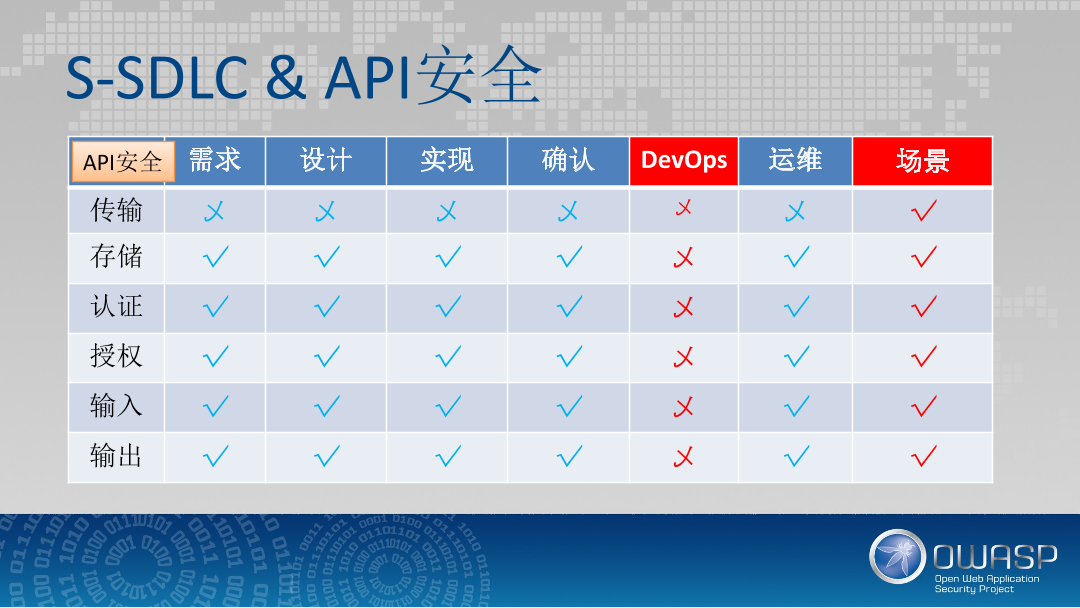 S-SDLC & API安全
API安全 需求 设计 实现 确认 DevOps 运维 场景
传输 ㄨ ㄨ ㄨ ㄨ ㄨ ㄨ √
存储 √ √ √ √ ㄨ √ √
认证 √ √ √ √ ㄨ √ √
授权 √ √ √ √ ㄨ √ √
输入 √ √ √ √ ㄨ √ √
输出 √ √ √ √ ㄨ √ √
OWASP
Open Web Application
Security Project